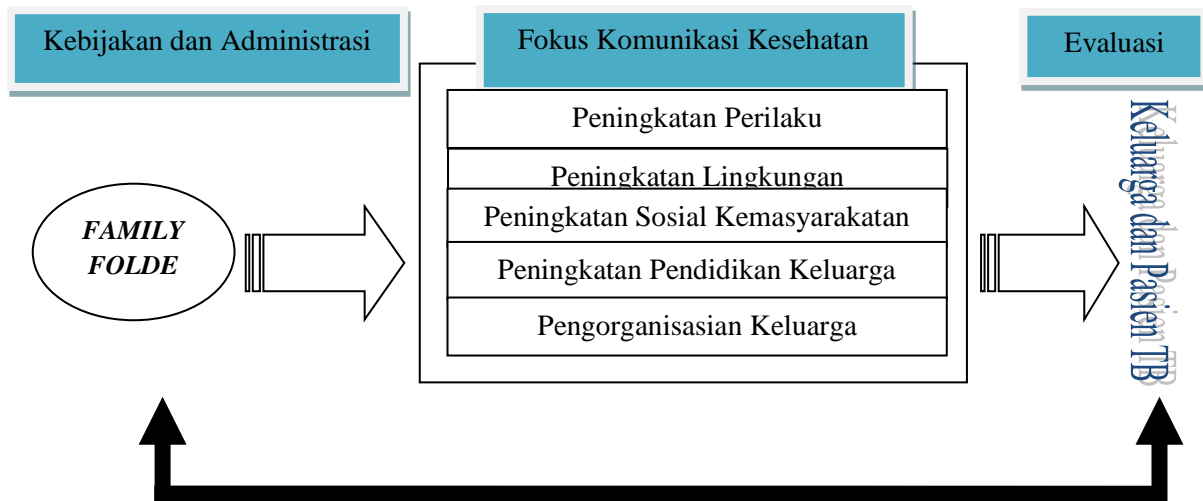 Kebijakan dan Administrasi
Fokus Komunikasi Kesehatan
Evaluasi
FAMILY
FOLDE
Peningkatan Perilaku
Peningkatan Lingkungan
Peningkatan Sosial Kemasyarakatan
Peningkatan Pendidikan Keluarga
Pengorganisasian Keluarga
Keluarga dan Pasien TB